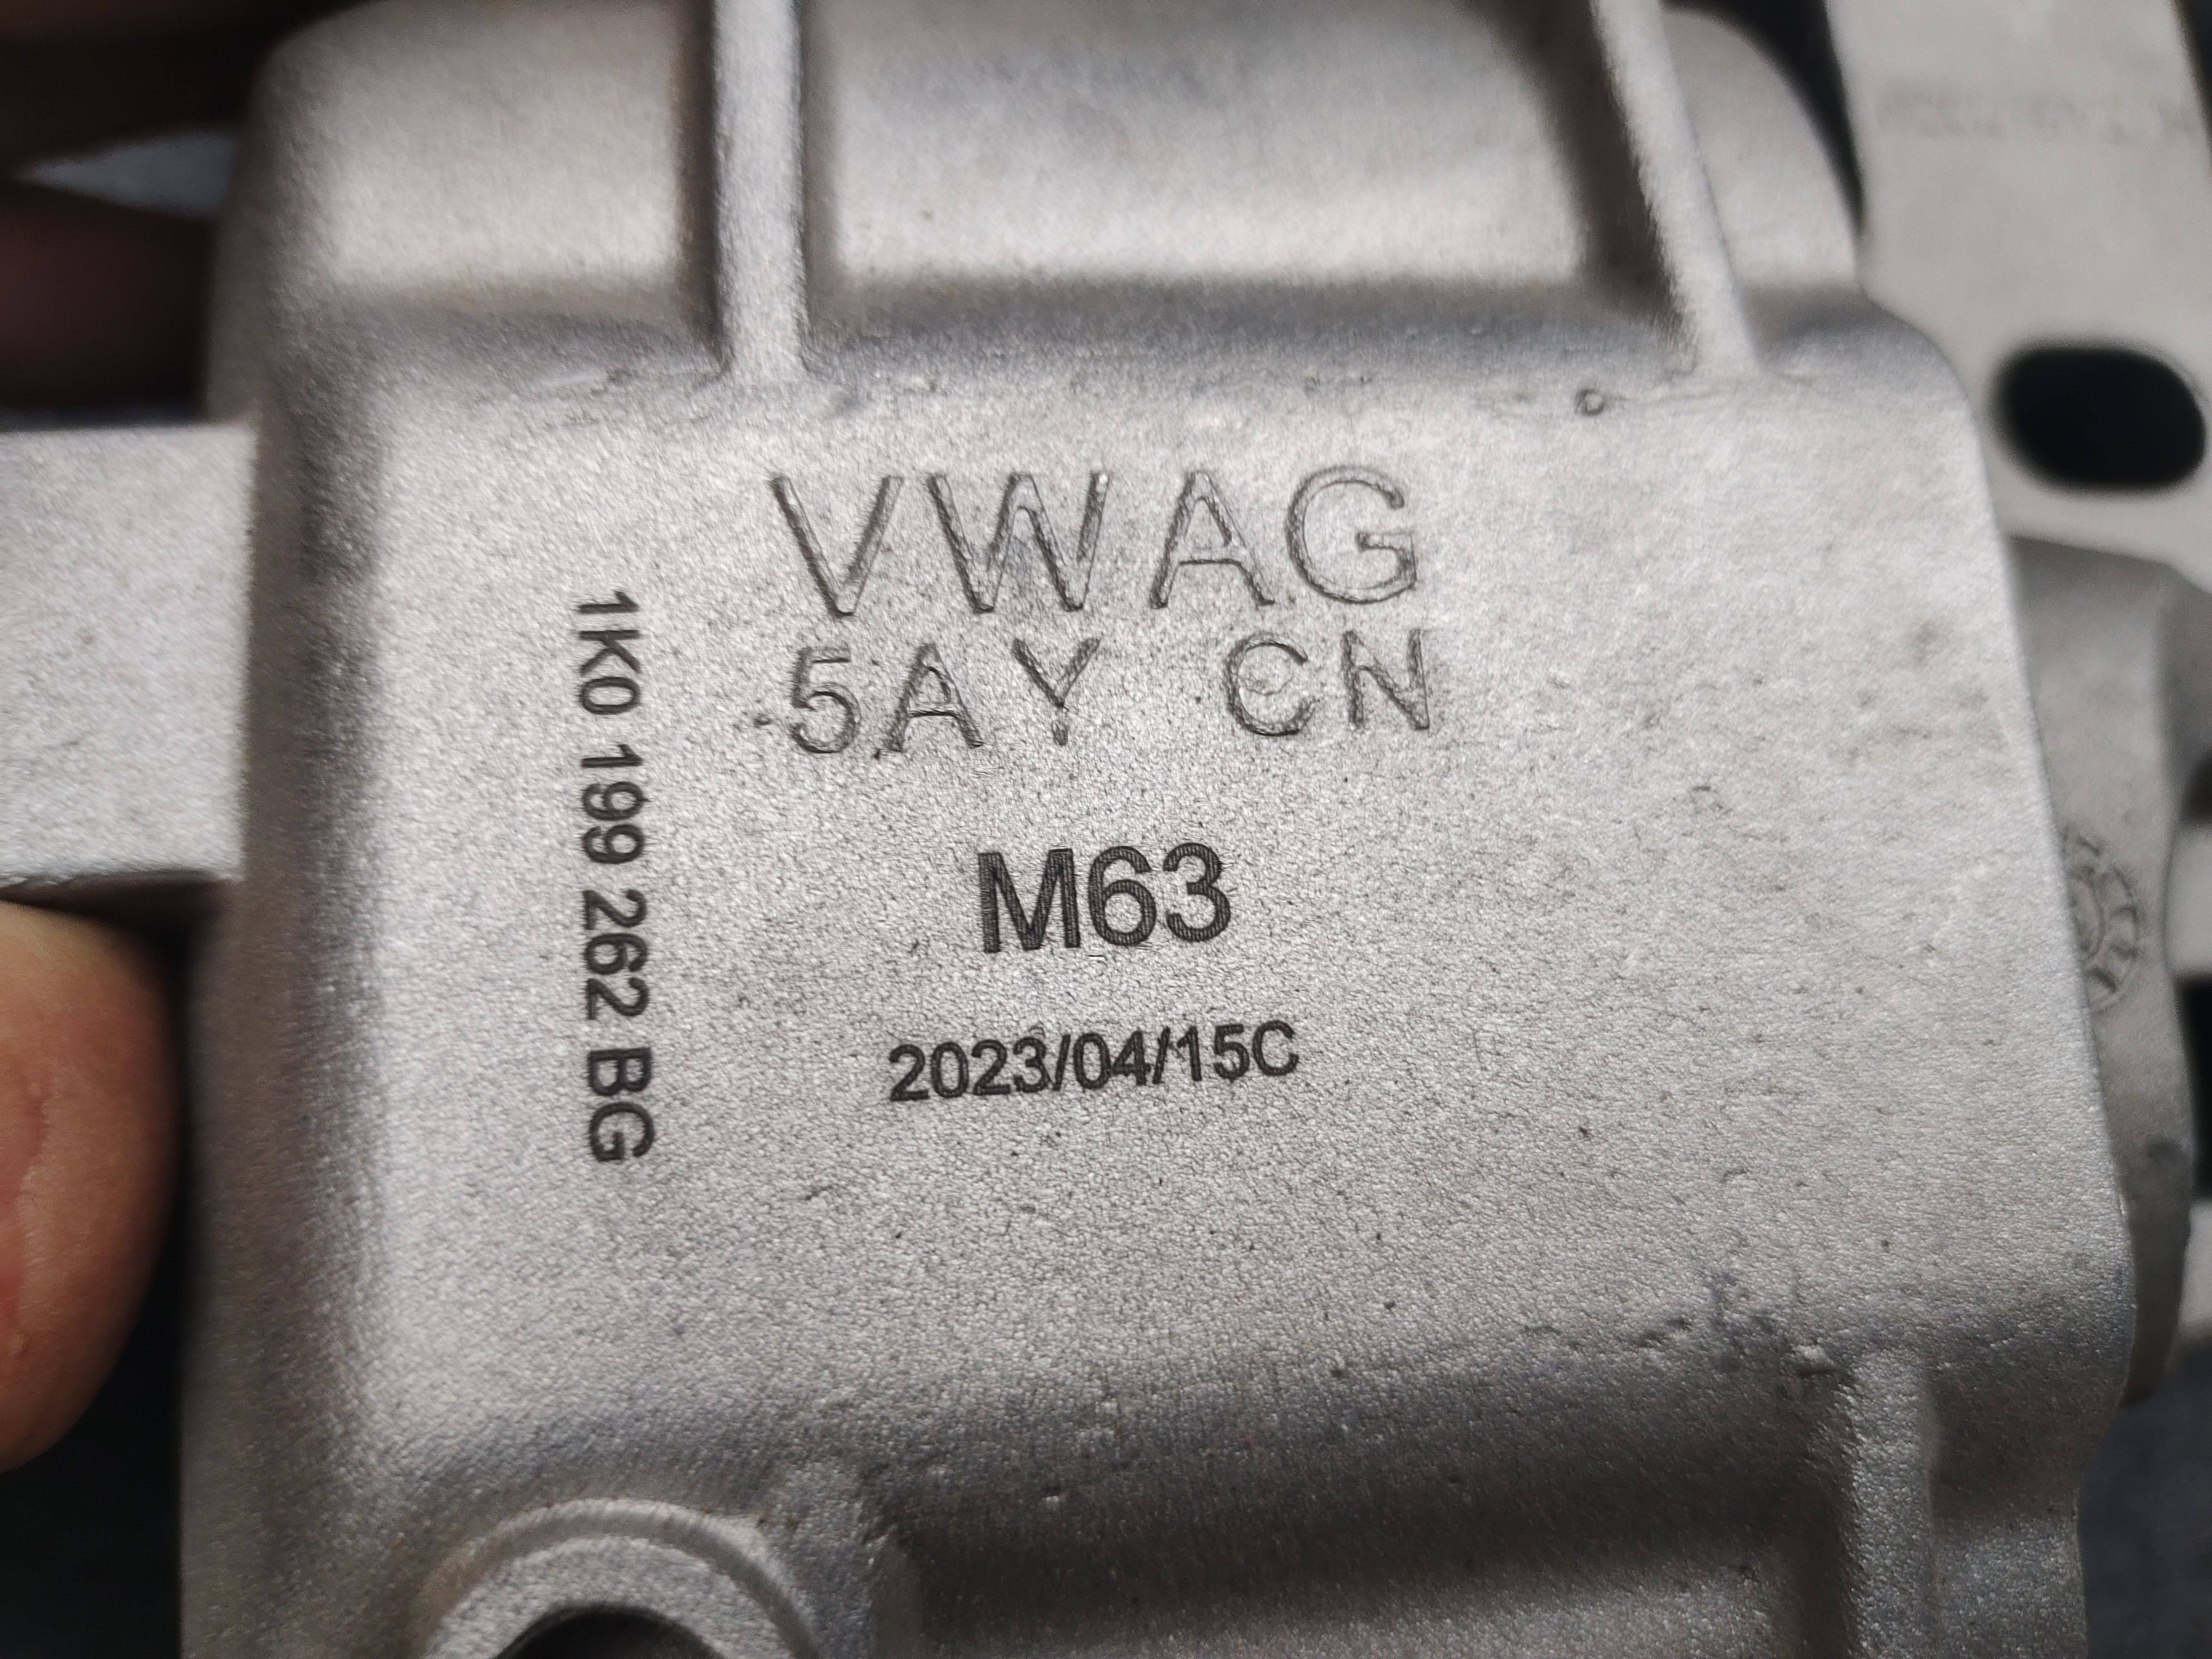 VWAG
5AY CN
1K0 199 262 BG
M63
2023/04/15C